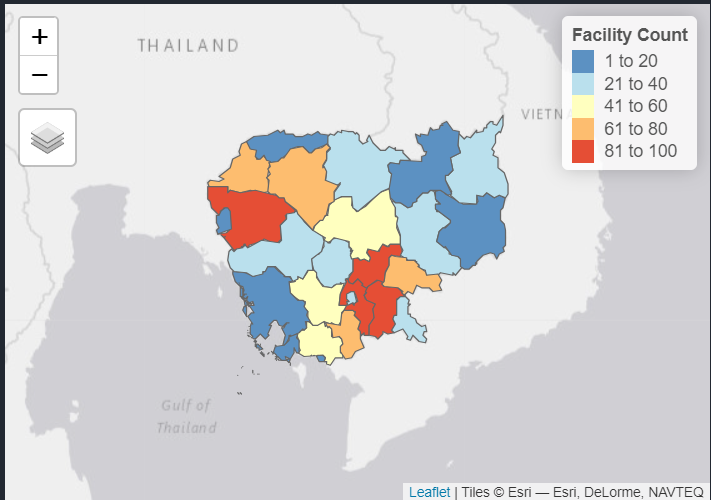 +
−
THAILAND
VIETN
Facility Count
1 to 20
21 to 40
41 to 60
61 to 80
81 to 100
Gulf of
Thailand
Leaflet | Tiles © Esri — Esri, DeLorme, NAVTEQ